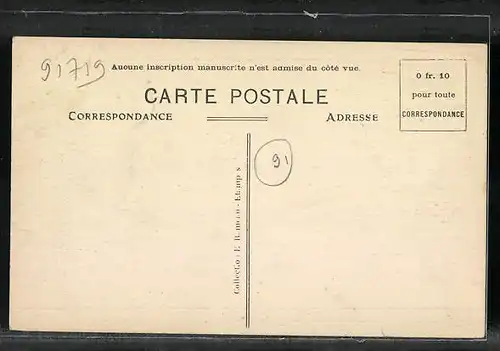 91719
Aucune inscription manuscrite n'est admise du côté vue.
CARTE POSTALE
CORRESPONDANCE
ADRESSE
0 fr. 10
pour toute
CORRESPONDANCE
91
Étampes